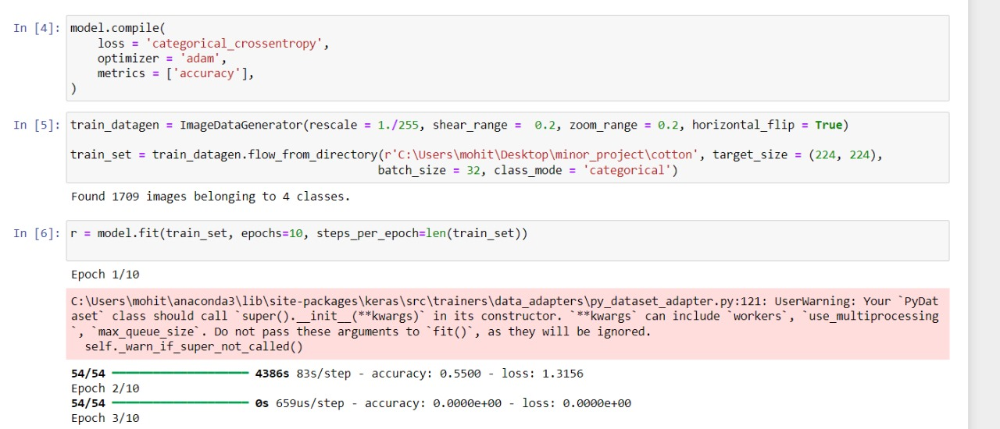 In [4]: model.compile(
loss = 'categorical_crossentropy',
optimizer = 'adam',
metrics = ['accuracy'],
)
In [5]: train_datagen = ImageDataGenerator(rescale = 1./255, shear_range =  0.2, zoom_range = 0.2, horizontal_flip = True)
train_set = train_datagen.flow_from_directory(r'C:\Users\mohit\Desktop\minor_project\cotton', target_size = (224, 224),
batch_size = 32, class_mode = 'categorical')
Found 1709 images belonging to 4 classes.
In [6]: r = model.fit(train_set, epochs=10, steps_per_epoch=len(train_set))
Epoch 1/10
C:\Users\mohit\anaconda3\lib\site-packages\keras\src\trainers\data_adapters\py_dataset_adapter.py:121: UserWarning: Your `PyDat
aset` class should call `super().__init__(**kwargs)` in its constructor. `**kwargs` can include `workers`, `use_multiprocessing
`, `max_queue_size`. Do not pass these arguments to `fit()`, as they will be ignored.
self._warn_if_super_not_called()
54/54 4386s 83s/step - accuracy: 0.5500 - loss: 1.3156
Epoch 2/10
54/54 0s 659us/step - accuracy: 0.0000e+00 - loss: 0.0000e+00
Epoch 3/10